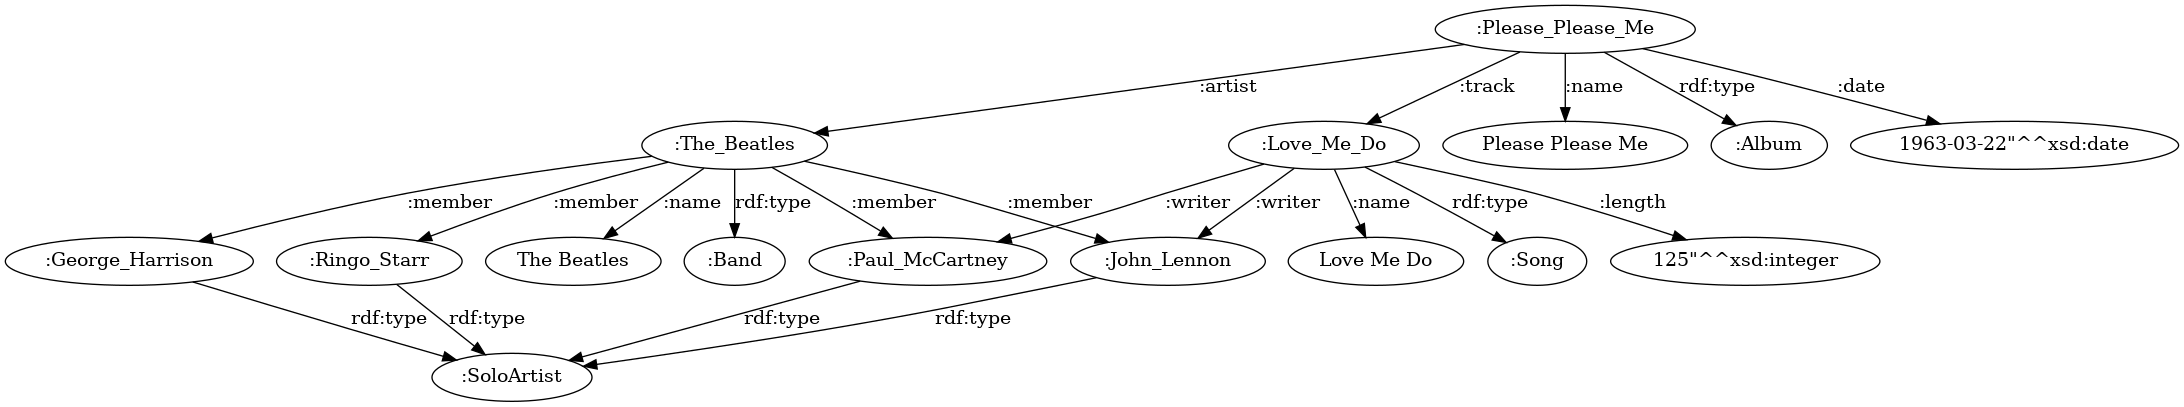 :Please_Please_Me
:artist
:track
:name
rdf:type
:date
:The_Beatles
:Love_Me_Do
Please Please Me
:Album
1963-03-22"^^xsd:date
:member
:member
:name
rdf:type
:member
:member
:writer
:writer
:name
rdf:type
:length
:George_Harrison
:Ringo_Starr
The Beatles
:Band
:Paul_McCartney
:John_Lennon
Love Me Do
:Song
125"^^xsd:integer
rdf:type
rdf:type
rdf:type
rdf:type
:SoloArtist